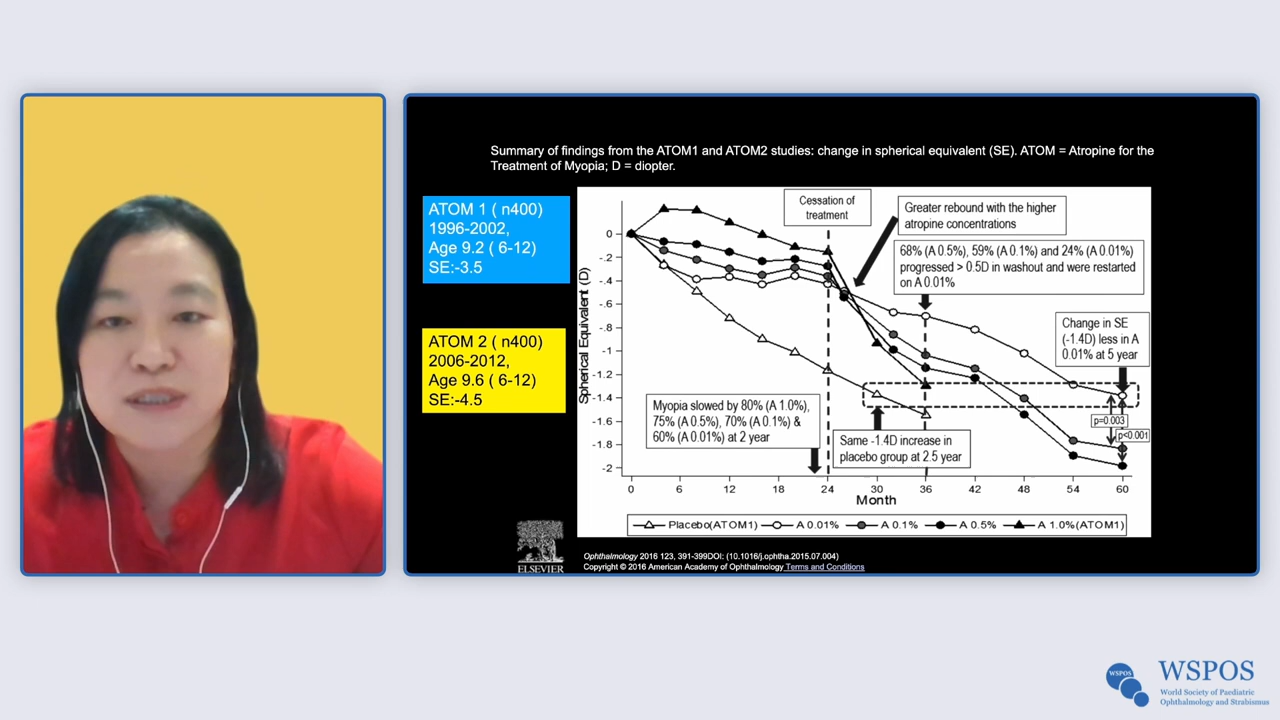 Summary of findings from the ATOM1 and ATOM2 studies: change in spherical equivalent (SE). ATOM = Atropine for the
Treatment of Myopia; D = diopter.
ATOM 1 ( n400)
1996-2002,
Age 9.2 ( 6-12)
SE:-3.5
ATOM 2 ( n400)
2006-2012,
Age 9.6 ( 6-12)
SE:-4.5
Cessation of
treatment
Greater rebound with the higher
atropine concentrations
68% (A 0.5%), 59% (A 0.1%) and 24% (A 0.01%)
progressed > 0.5D in washout and were restarted
on A 0.01%
Change in SE
(-1.4D) less in A
0.01% at 5 year
Myopia slowed by 80% (A 1.0%),
75% (A 0.5%), 70% (A 0.1%) &
60% (A 0.01%) at 2 year
Same -1.4D increase in
placebo group at 2.5 year
p=0.003
p<0.001
Spherical Equivalent (D)
0
-.2
-.4
-.6
-.8
-1
-1.2
-1.4
-1.6
-1.8
-2
0 6 12 18 24 30 36 42 48 54 60
Month
Placebo(ATOM1) A 0.01% A 0.1% A 0.5% A 1.0%(ATOM1)
ELSEVIER
Ophthalmology 2016 123, 391-399DOI: (10.1016/j.ophtha.2015.07.004)
Copyright © 2016 American Academy of Ophthalmology Terms and Conditions
WSPOS
WSPOS
World Society of Paediatric
Ophthalmology and Strabismus